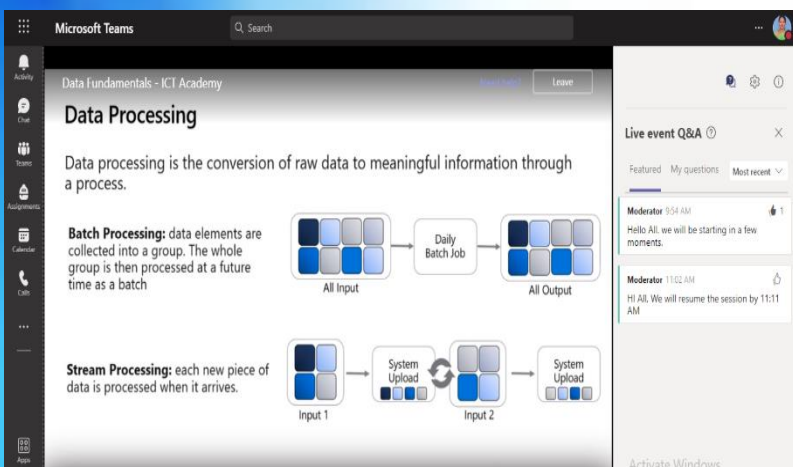 Microsoft Teams
Search
Activity
Chat
Teams
Assignments
Calendar
Calls
Apps
Data Fundamentals - ICT Academy
Leave
Data Processing
Data processing is the conversion of raw data to meaningful information through
a process.
Batch Processing: data elements are
collected into a group. The whole
group is then processed at a future
time as a batch
All Input
Daily
Batch Job
All Output
Stream Processing: each new piece of
data is processed when it arrives.
Input 1
System
Upload
Input 2
System
Upload
Live event Q&A
Featured My questions Most recent
Moderator 9:54 AM 1
Hello All. we will be starting in a few
moments.
Moderator 11:02 AM
HI All. We will resume the session by 11:11
AM
Activate Windows